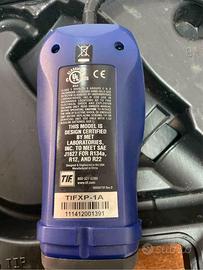 THIS MODEL IS
DESIGN CERTIFIED
BY MET
LABORATORIES,
INC. TO MEET SAE
J1627 FOR R134a,
R12, AND R22
TIF
TIFXP-1A
111412001391
subito